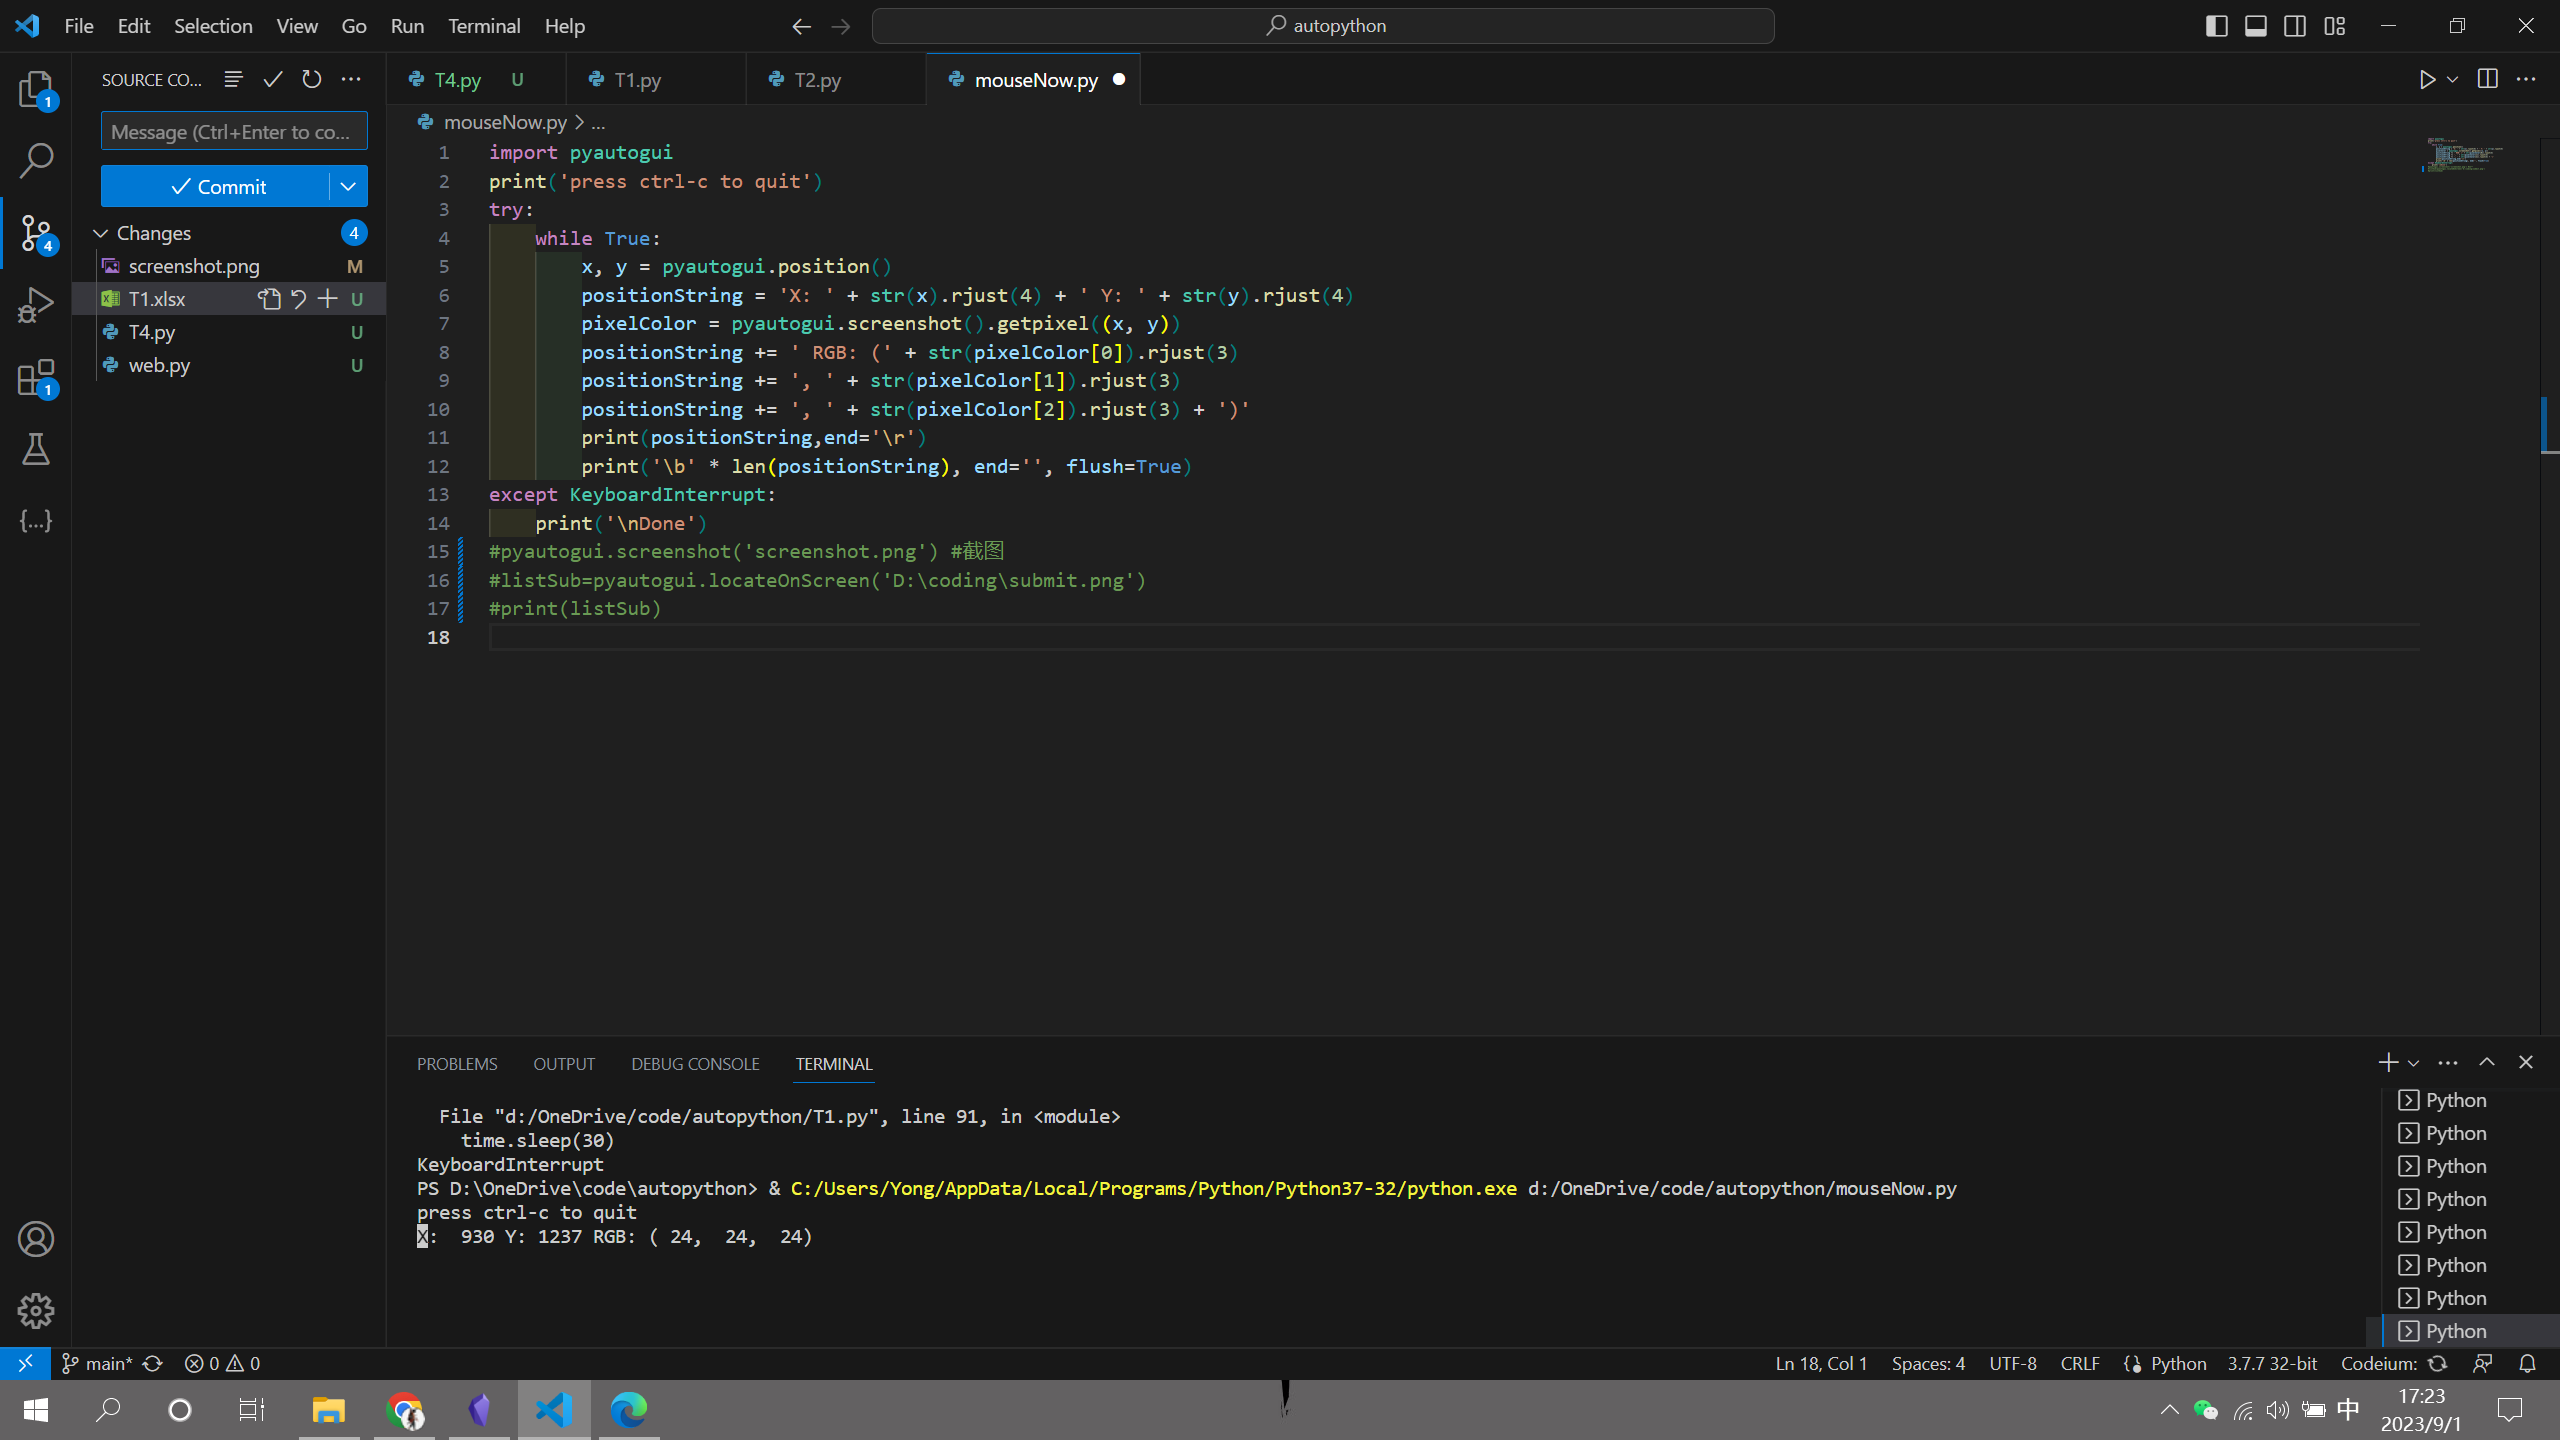 File Edit Selection View Go Run Terminal Help
autopython
SOURCE CO...
Message (Ctrl+Enter to co...
Commit
Changes 4
screenshot.png M
T1.xlsx U
T4.py U
web.py U
1
4
1
T4.py U
T1.py
T2.py
mouseNow.py
mouseNow.py > ...
1 import pyautogui
2 print('press ctrl-c to quit')
3 try:
4 while True:
5 x, y = pyautogui.position()
6 positionString = 'X: ' + str(x).rjust(4) + ' Y: ' + str(y).rjust(4)
7 pixelColor = pyautogui.screenshot().getpixel((x, y))
8 positionString += ' RGB: (' + str(pixelColor[0]).rjust(3)
9 positionString += ', ' + str(pixelColor[1]).rjust(3)
10 positionString += ', ' + str(pixelColor[2]).rjust(3) + ')'
11 print(positionString,end='\r')
12 print('\b' * len(positionString), end='', flush=True)
13 except KeyboardInterrupt:
14 print('\nDone')
15 #pyautogui.screenshot('screenshot.png') #截图
16 #listSub=pyautogui.locateOnScreen('D:\coding\submit.png')
17 #print(listSub)
18
PROBLEMS OUTPUT DEBUG CONSOLE TERMINAL
File "d:/OneDrive/code/autopython/T1.py", line 91, in <module>
time.sleep(30)
KeyboardInterrupt
PS D:\OneDrive\code\autopython> & C:/Users/Yong/AppData/Local/Programs/Python/Python37-32/python.exe d:/OneDrive/code/autopython/mouseNow.py
press ctrl-c to quit
X:  930 Y: 1237 RGB: ( 24,  24,  24)
Python
Python
Python
Python
Python
Python
Python
Python
main* 0 0
Ln 18, Col 1 Spaces: 4 UTF-8 CRLF Python 3.7.7 32-bit Codeium:
中
17:23
2023/9/1